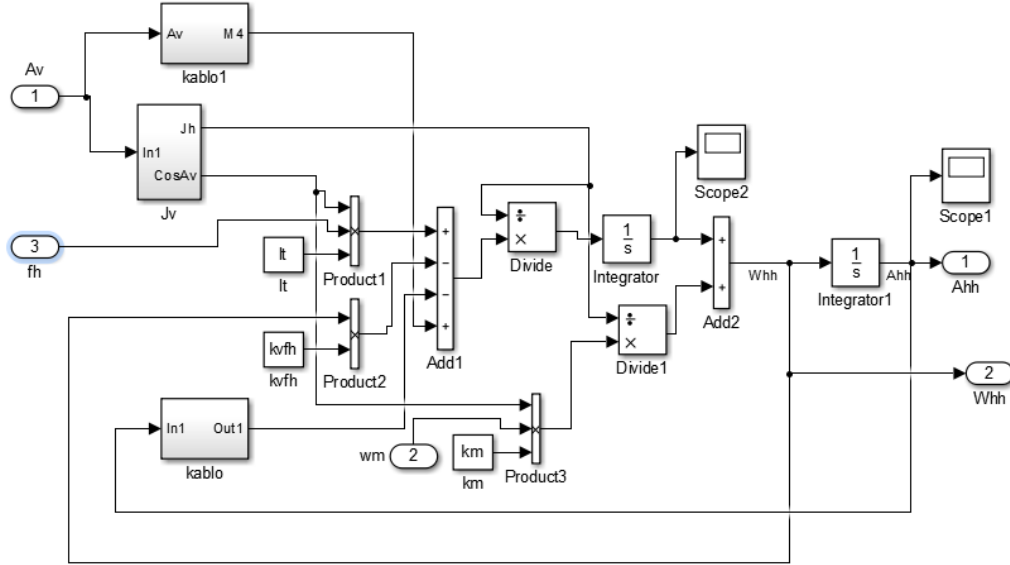 Av
1
Av M4
kablo1
In1
Jh
CosAv
Jv
3
fh
lt
lt
×
Product1
kvfh
kvfh
×
Product2
+
−
−
+
Add1
÷
×
Divide
1
s
Integrator
Scope2
÷
×
Divide1
+
+
Add2
Whh
1
s
Integrator1
Ahh
Scope1
1
Ahh
2
Whh
In1 Out1
kablo
wm
2
km
km
×
Product3